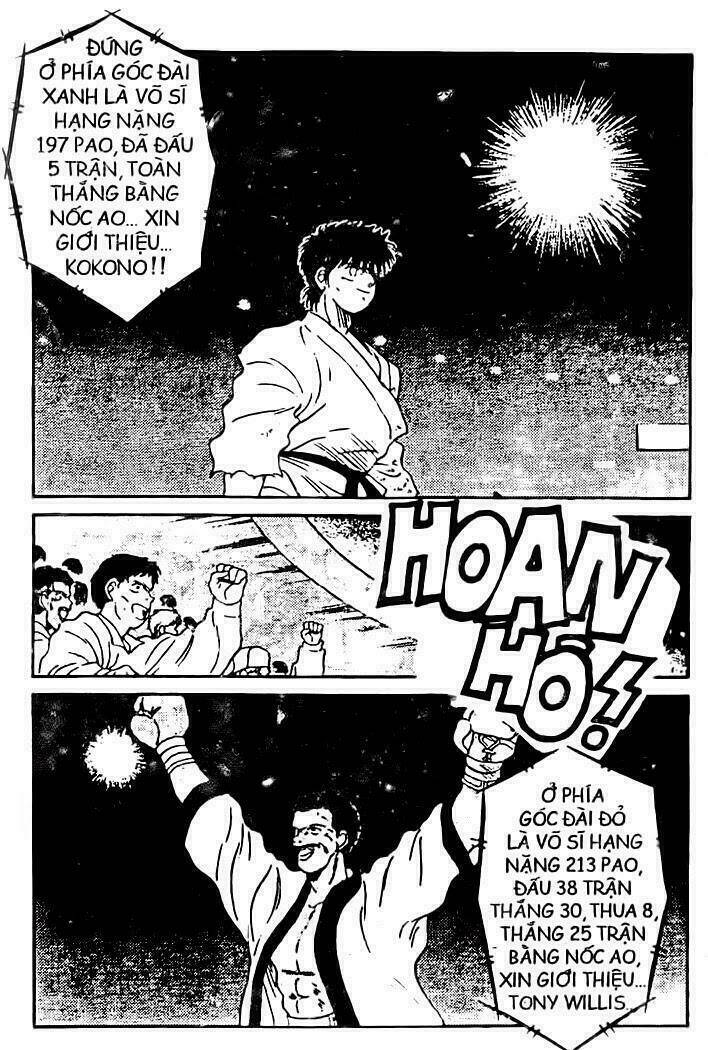 ĐỨNG
Ở PHÍA GÓC ĐÀI
XANH LÀ VÕ SĨ
HẠNG NẶNG
197 PAO, ĐÃ ĐẤU
5 TRẬN, TOÀN
THẮNG BẰNG
NỐC AO... XIN
GIỚI THIỆU...
KOKONO!!
HOAN
HÔ!!
Ở PHÍA
GÓC ĐÀI ĐỎ
LÀ VÕ SĨ HẠNG
NẶNG 213 PAO,
ĐẤU 38 TRẬN
THẮNG 30, THUA 8,
THẮNG 25 TRẬN
BẰNG NỐC AO,
XIN GIỚI THIỆU...
TONY WILLIS...